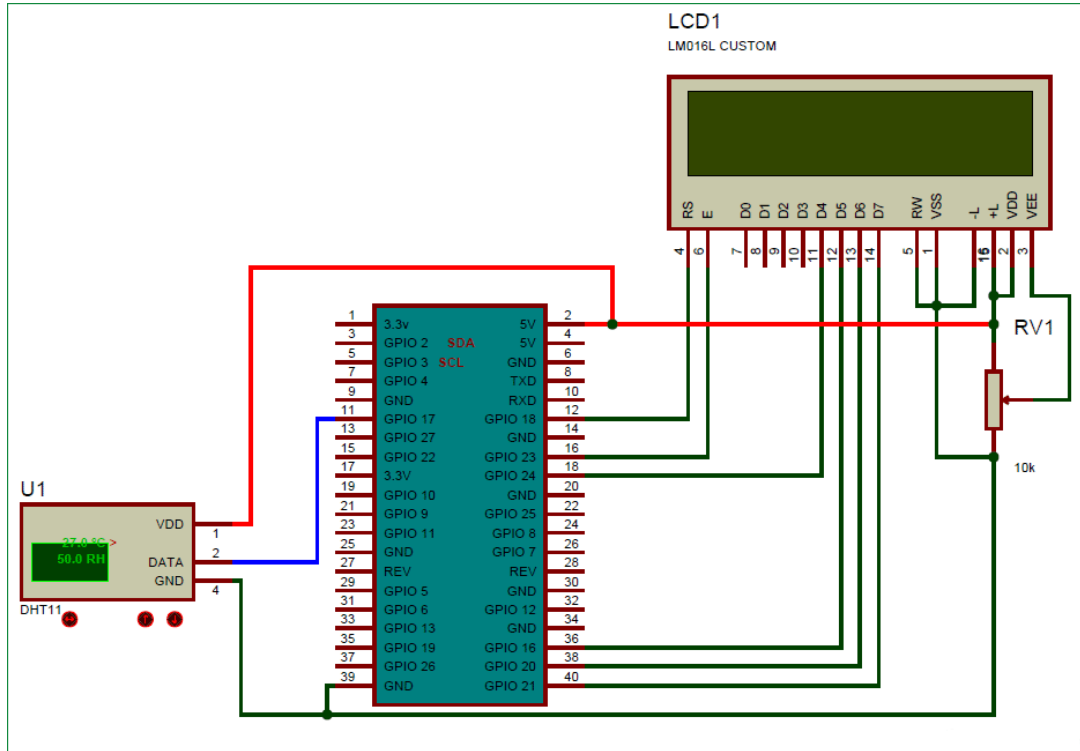 LCD1
LM016L CUSTOM
RS E D0 D1 D2 D3 D4 D5 D6 D7 RW VSS -L +L VDD VEE
4 6 7 8 9 10 11 12 13 14 5 1 15 2 3
RV1
10k
1 3.3v 5V 2
3 GPIO 2 SDA 5V 4
5 GPIO 3 SCL GND 6
7 GPIO 4 TXD 8
9 GND RXD 10
11 GPIO 17 GPIO 18 12
13 GPIO 27 GND 14
15 GPIO 22 GPIO 23 16
17 3.3V GPIO 24 18
19 GPIO 10 GND 20
21 GPIO 9 GPIO 25 22
23 GPIO 11 GPIO 8 24
25 GND GPIO 7 26
27 REV REV 28
29 GPIO 5 GND 30
31 GPIO 6 GPIO 12 32
33 GPIO 13 GND 34
35 GPIO 19 GPIO 16 36
37 GPIO 26 GPIO 20 38
39 GND GPIO 21 40
U1
VDD 1
27.0 °C >
50.0 RH
DATA 2
GND 4
DHT11